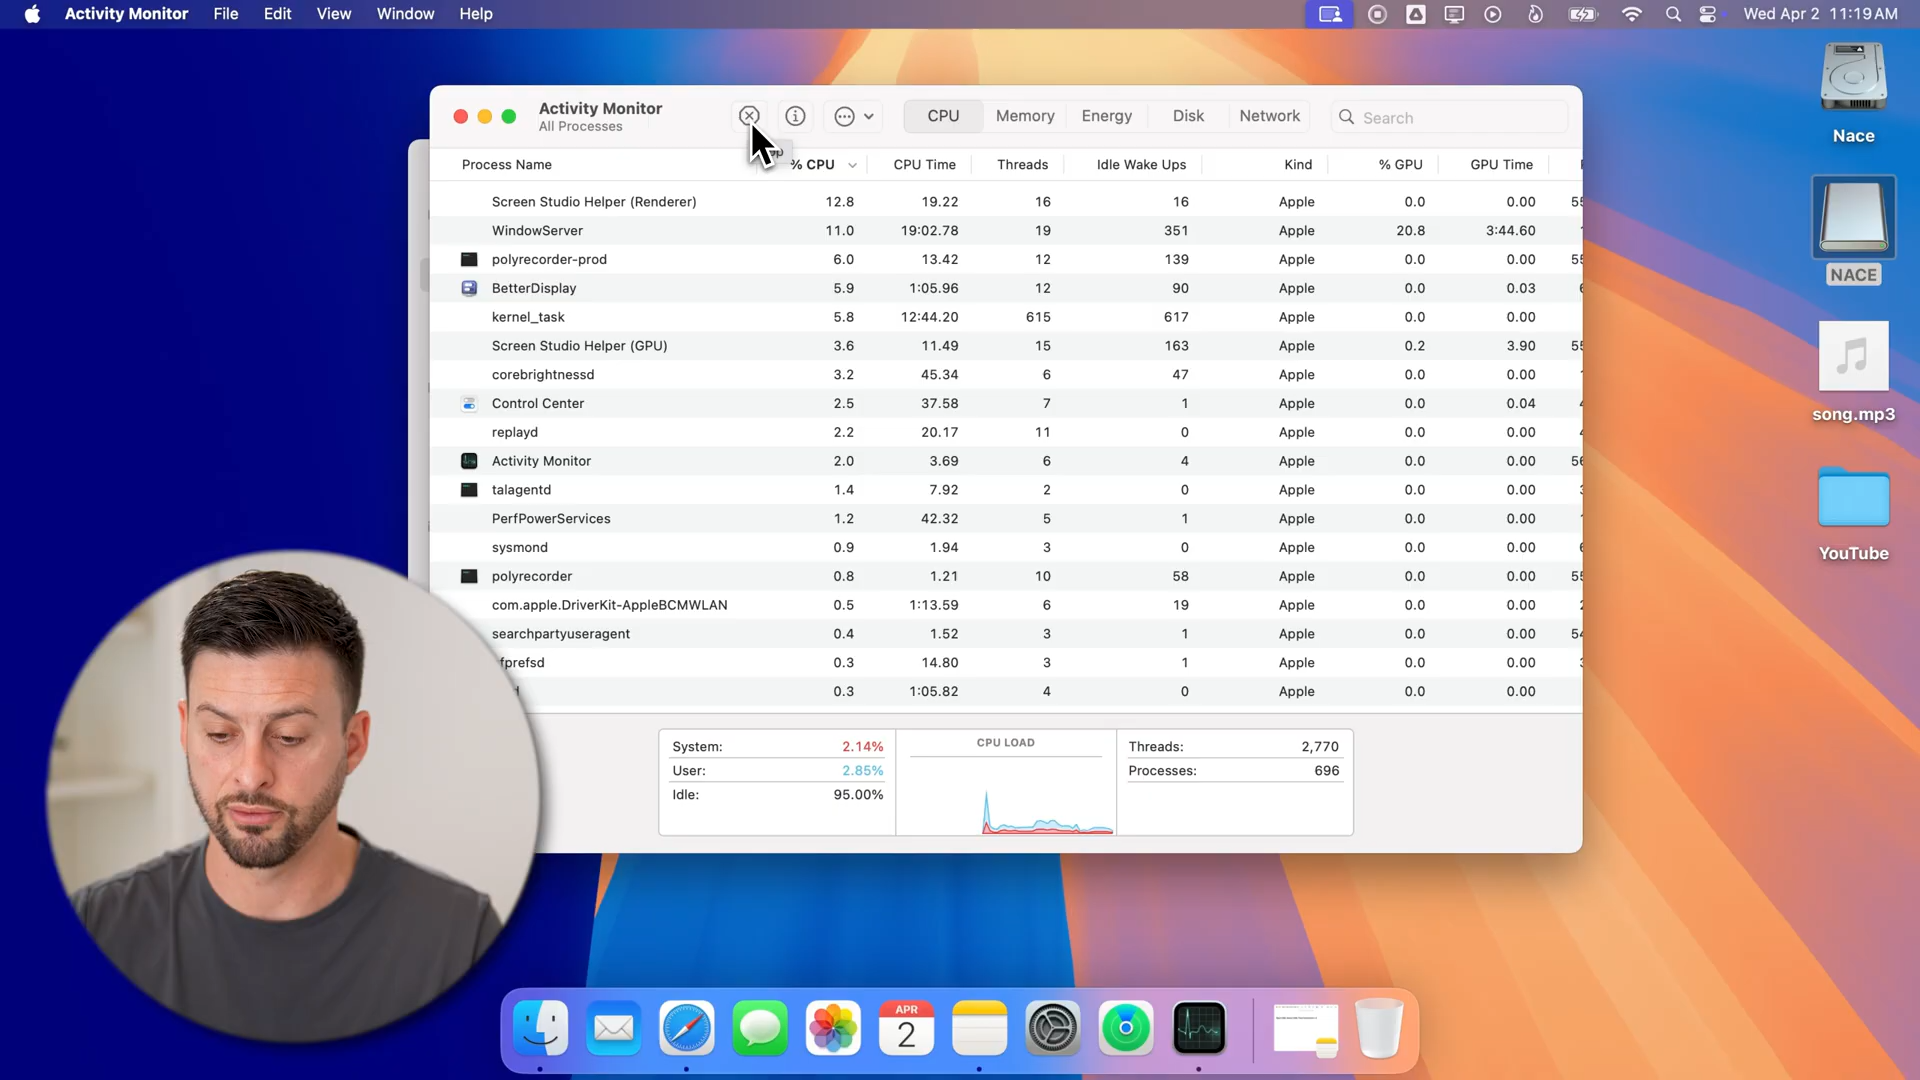 Activity Monitor File Edit View Window Help Wed Apr 2 11:19 AM
Activity Monitor
All Processes
CPU Memory Energy Disk Network Search
Process Name % CPU CPU Time Threads Idle Wake Ups Kind % GPU GPU Time
Screen Studio Helper (Renderer) 12.8 19.22 16 16 Apple 0.0 0.00
WindowServer 11.0 19:02.78 19 351 Apple 20.8 3:44.60
polyrecorder-prod 6.0 13.42 12 139 Apple 0.0 0.00
BetterDisplay 5.9 1:05.96 12 90 Apple 0.0 0.03
kernel_task 5.8 12:44.20 615 617 Apple 0.0 0.00
Screen Studio Helper (GPU) 3.6 11.49 15 163 Apple 0.2 3.90
corebrightnessd 3.2 45.34 6 47 Apple 0.0 0.00
Control Center 2.5 37.58 7 1 Apple 0.0 0.04
replayd 2.2 20.17 11 0 Apple 0.0 0.00
Activity Monitor 2.0 3.69 6 4 Apple 0.0 0.00
talagentd 1.4 7.92 2 0 Apple 0.0 0.00
PerfPowerServices 1.2 42.32 5 1 Apple 0.0 0.00
sysmond 0.9 1.94 3 0 Apple 0.0 0.00
polyrecorder 0.8 1.21 10 58 Apple 0.0 0.00
com.apple.DriverKit-AppleBCMWLAN 0.5 1:13.59 6 19 Apple 0.0 0.00
searchpartyuseragent 0.4 1.52 3 1 Apple 0.0 0.00
fprefsd 0.3 14.80 3 1 Apple 0.0 0.00
0.3 1:05.82 4 0 Apple 0.0 0.00
System: 2.14%
User: 2.85%
Idle: 95.00%
CPU LOAD
Threads: 2,770
Processes: 696
Nace
NACE
song.mp3
YouTube
APR
2